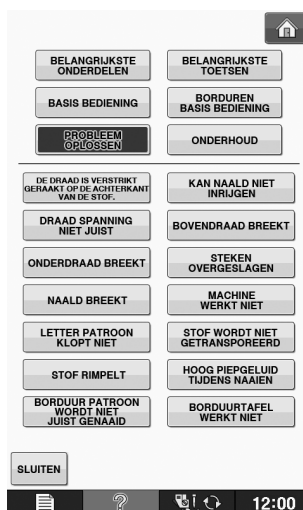 BELANGRIJKSTE
ONDERDELEN
BELANGRIJKSTE
TOETSEN
BASIS BEDIENING
BORDUREN
BASIS BEDIENING
PROBLEEM
OPLOSSEN
ONDERHOUD
DE DRAAD IS VERSTRIKT
GERAAKT OP DE ACHTERKANT
VAN DE STOF.
KAN NAALD NIET
INRIJGEN
DRAAD SPANNING
NIET JUIST
BOVENDRAAD BREEKT
ONDERDRAAD BREEKT
STEKEN
OVERGESLAGEN
NAALD BREEKT
MACHINE
WERKT NIET
LETTER PATROON
KLOPT NIET
STOF WORDT NIET
GETRANSPOREERD
STOF RIMPELT
HOOG PIEPGELUID
TIJDENS NAAIEN
BORDUUR PATROON
WORDT NIET
JUIST GENAAID
BORDUURTAFEL
WERKT NIET
SLUITEN
12:00